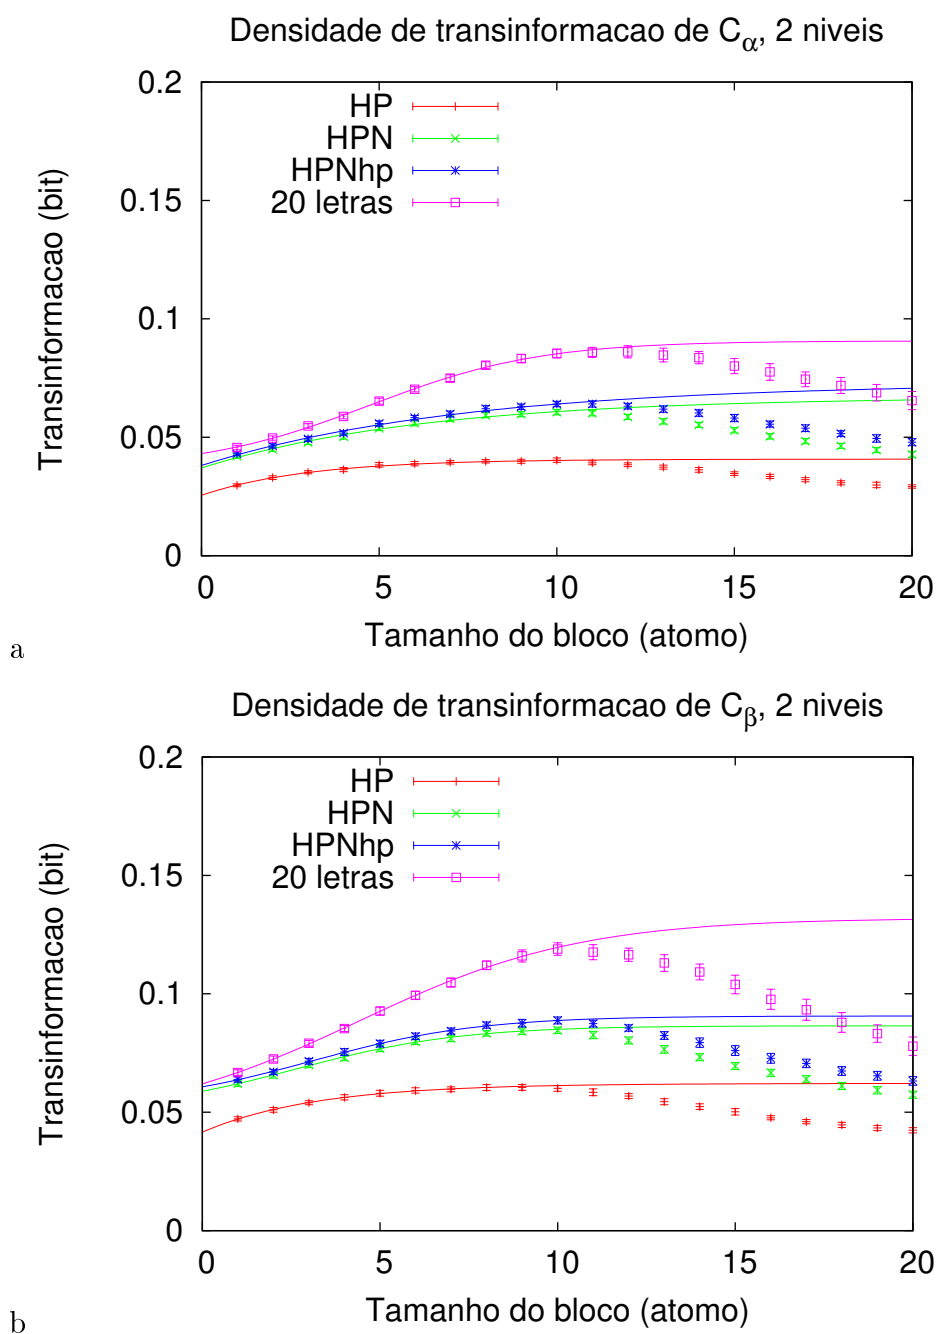 Densidade de transinformacao de Cα, 2 niveis
0.2
0.15
0.1
0.05
0
Transinformacao (bit)
HP
HPN
HPNhp
20 letras
0 5 10 15 20
Tamanho do bloco (atomo)
a
Densidade de transinformacao de Cβ, 2 niveis
0.2
0.15
0.1
0.05
0
Transinformacao (bit)
HP
HPN
HPNhp
20 letras
0 5 10 15 20
Tamanho do bloco (atomo)
b